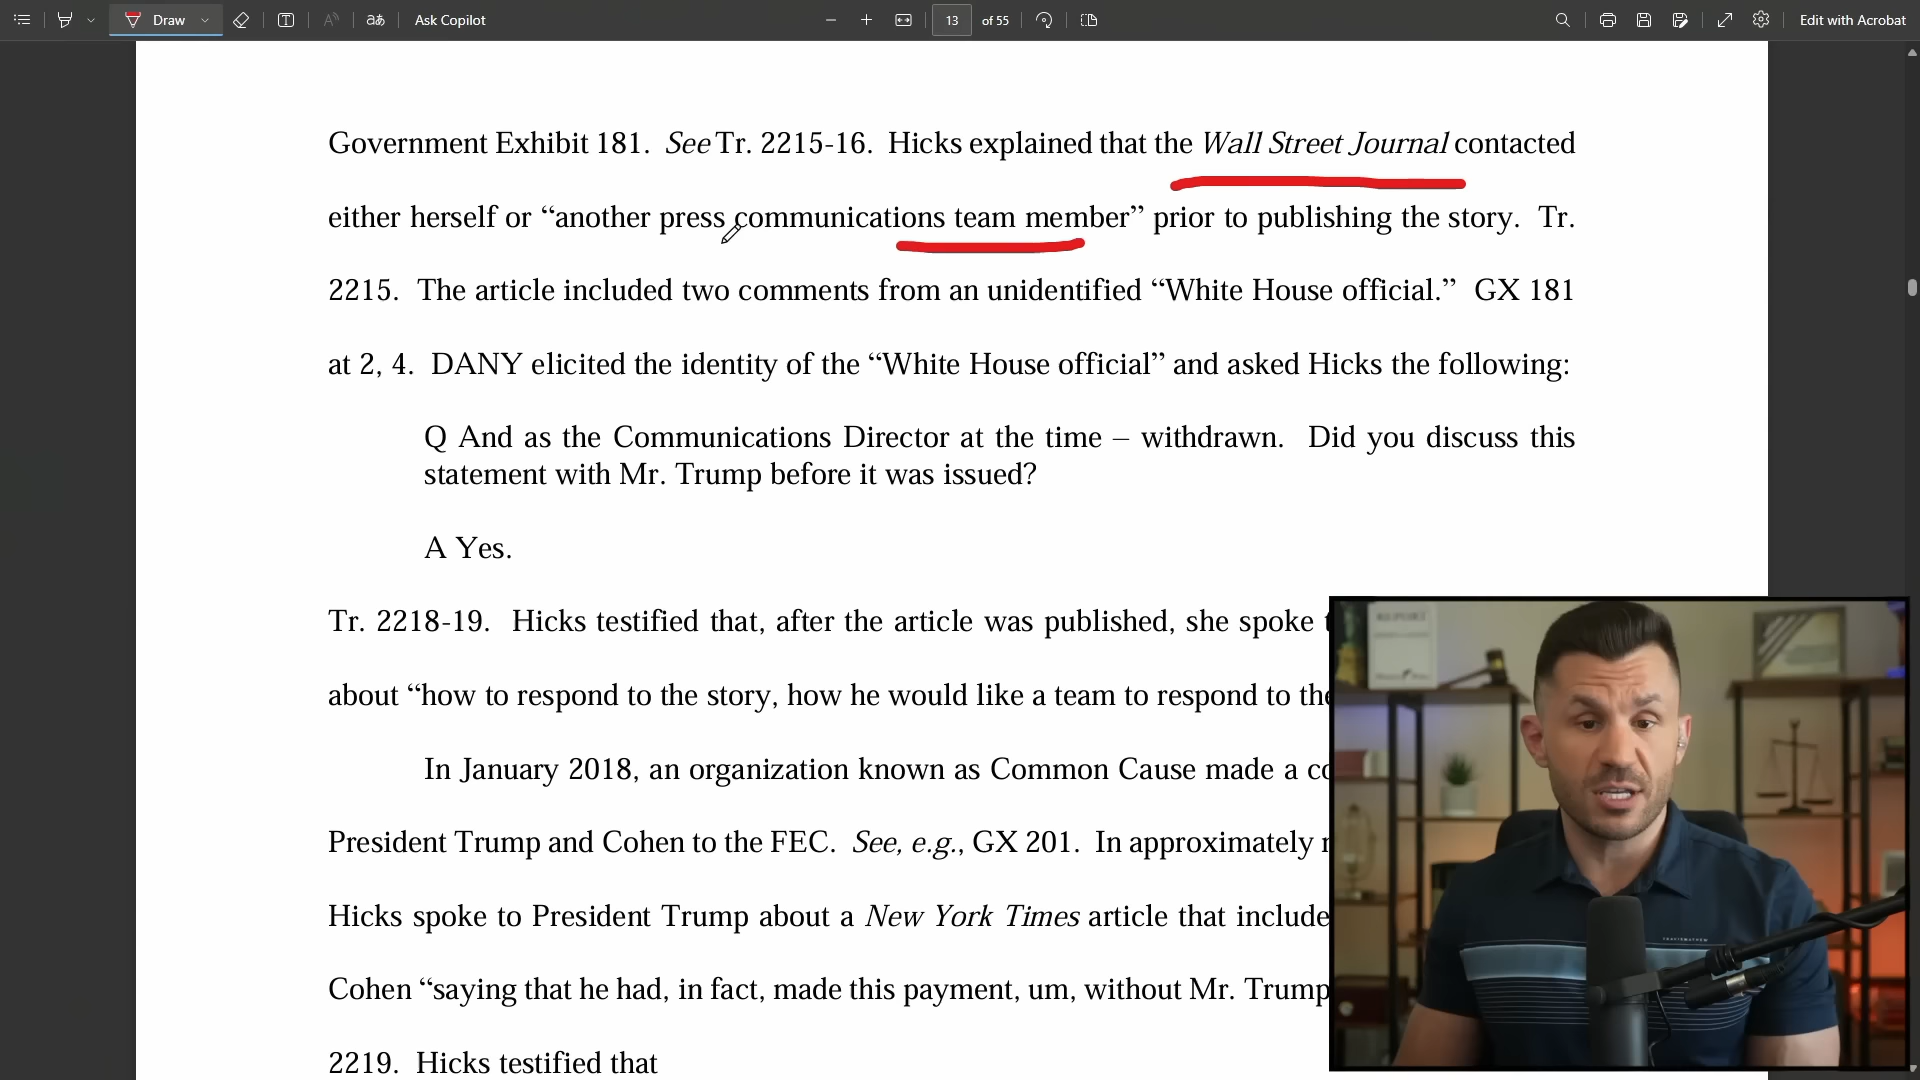 Draw
Ask Copilot
13 of 55
Edit with Acrobat
Government Exhibit 181. See Tr. 2215-16. Hicks explained that the Wall Street Journal contacted
either herself or “another press communications team member” prior to publishing the story. Tr.
2215. The article included two comments from an unidentified “White House official.” GX 181
at 2, 4. DANY elicited the identity of the “White House official” and asked Hicks the following:
Q And as the Communications Director at the time – withdrawn. Did you discuss this
statement with Mr. Trump before it was issued?
A Yes.
Tr. 2218-19. Hicks testified that, after the article was published, she spoke
about “how to respond to the story, how he would like a team to respond to the
In January 2018, an organization known as Common Cause made a
President Trump and Cohen to the FEC. See, e.g., GX 201. In approximately
Hicks spoke to President Trump about a New York Times article that include
Cohen “saying that he had, in fact, made this payment, um, without Mr. Trump
2219. Hicks testified that